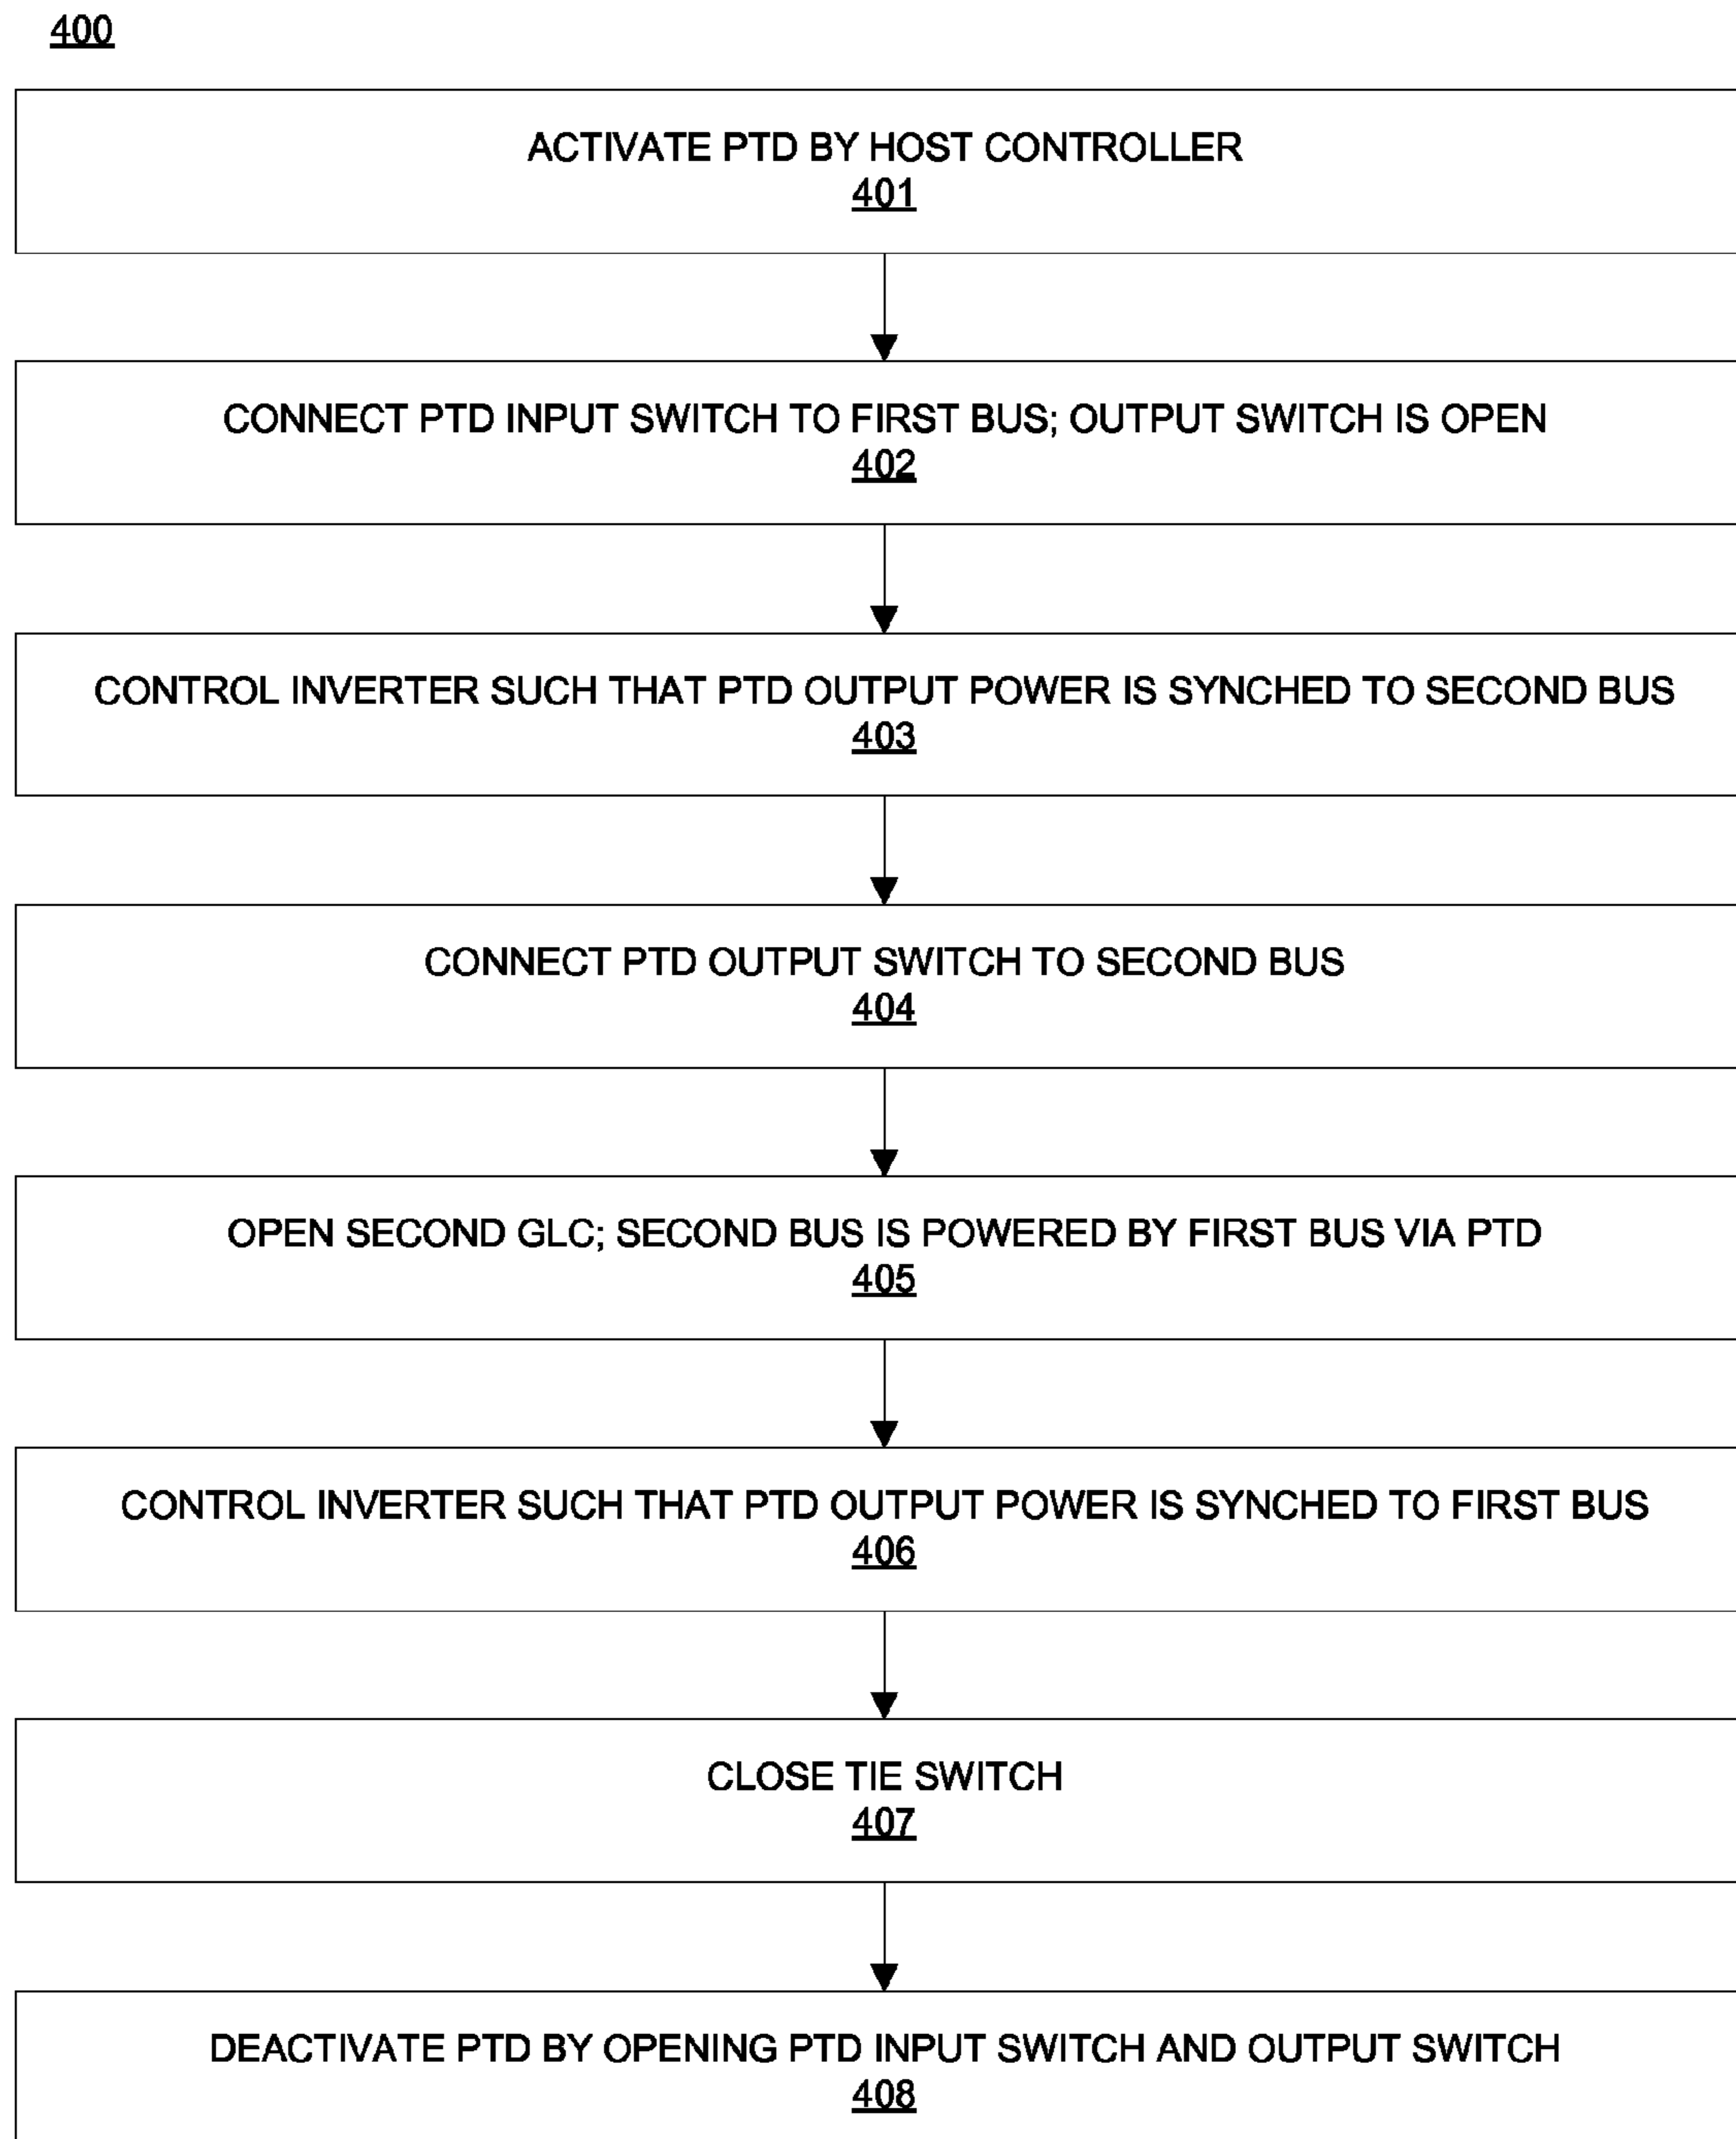 400
ACTIVATE PTD BY HOST CONTROLLER
401
CONNECT PTD INPUT SWITCH TO FIRST BUS; OUTPUT SWITCH IS OPEN
402
CONTROL INVERTER SUCH THAT PTD OUTPUT POWER IS SYNCHED TO SECOND BUS
403
CONNECT PTD OUTPUT SWITCH TO SECOND BUS
404
OPEN SECOND GLC; SECOND BUS IS POWERED BY FIRST BUS VIA PTD
405
CONTROL INVERTER SUCH THAT PTD OUTPUT POWER IS SYNCHED TO FIRST BUS
406
CLOSE TIE SWITCH
407
DEACTIVATE PTD BY OPENING PTD INPUT SWITCH AND OUTPUT SWITCH
408